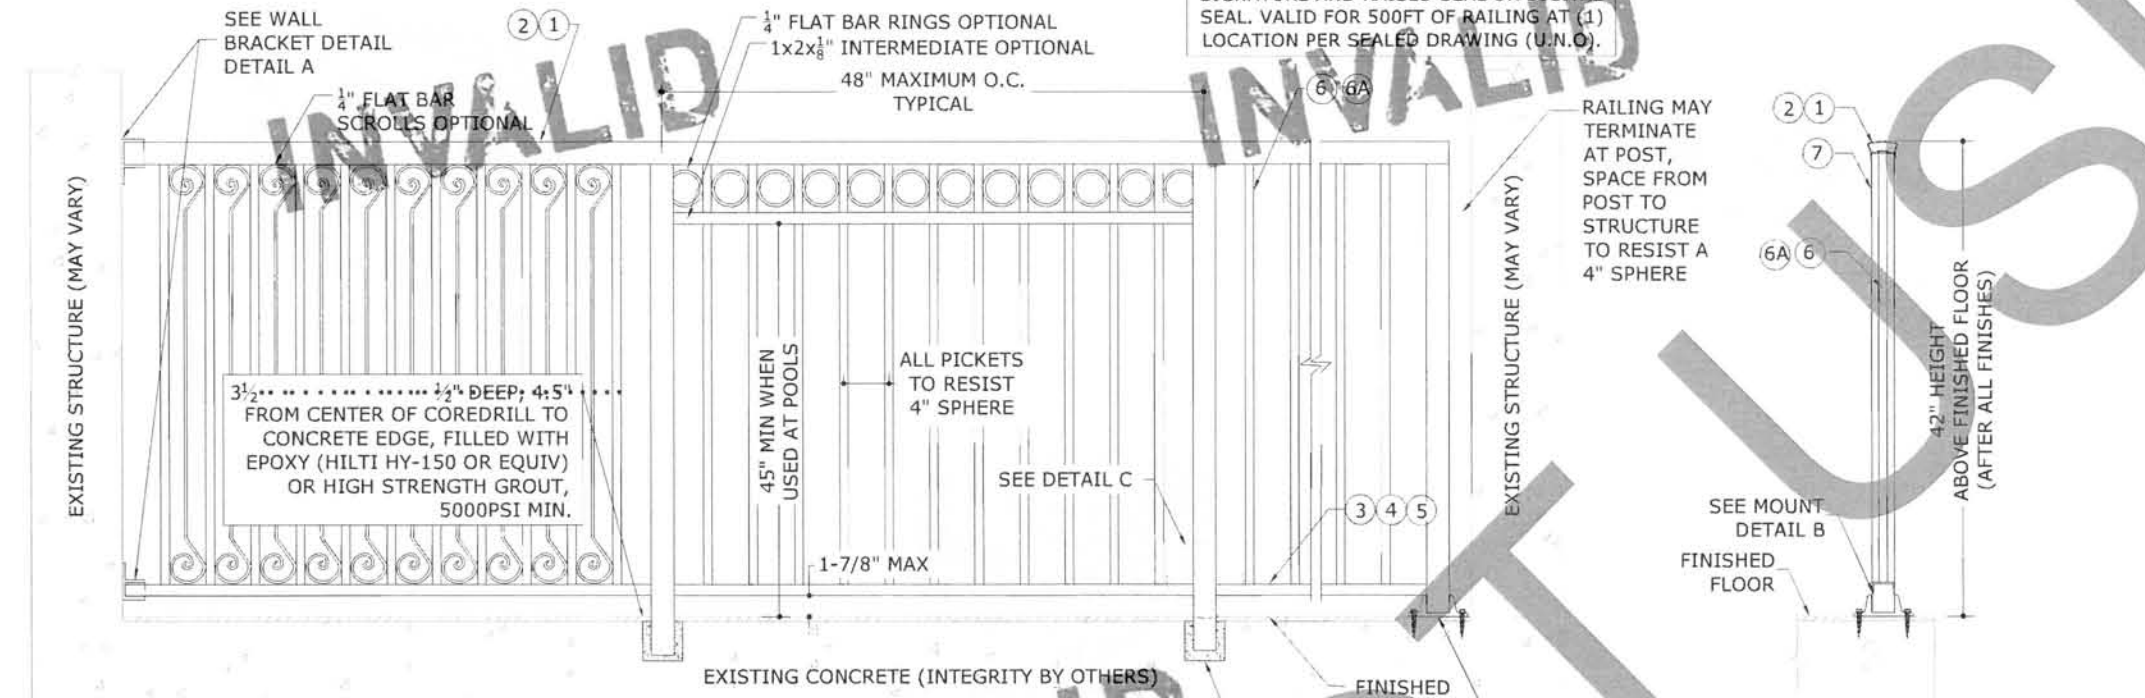 SEE WALL
BRACKET DETAIL
DETAIL A
2 1
¼" FLAT BAR RINGS OPTIONAL
1x2x⅛" INTERMEDIATE OPTIONAL
48" MAXIMUM O.C.
TYPICAL
SEAL. VALID FOR 500FT OF RAILING AT (1)
LOCATION PER SEALED DRAWING (U.N.O).
INVALID
INVALID
¼" FLAT BAR
SCROLLS OPTIONAL
6 6A
RAILING MAY
TERMINATE
AT POST,
SPACE FROM
POST TO
STRUCTURE
TO RESIST A
4" SPHERE
2 1
7
6A 6
EXISTING STRUCTURE (MAY VARY)
3½
½" DEEP, 4.5"
FROM CENTER OF COREDRILL TO
CONCRETE EDGE, FILLED WITH
EPOXY (HILTI HY-150 OR EQUIV)
OR HIGH STRENGTH GROUT,
5000PSI MIN.
45" MIN WHEN
USED AT POOLS
ALL PICKETS
TO RESIST
4" SPHERE
SEE DETAIL C
3 4 5
1-7/8" MAX
EXISTING STRUCTURE (MAY VARY)
42" HEIGHT
ABOVE FINISHED FLOOR
(AFTER ALL FINISHES)
SEE MOUNT
DETAIL B
FINISHED
FLOOR
EXISTING CONCRETE (INTEGRITY BY OTHERS)
FINISHED
T US